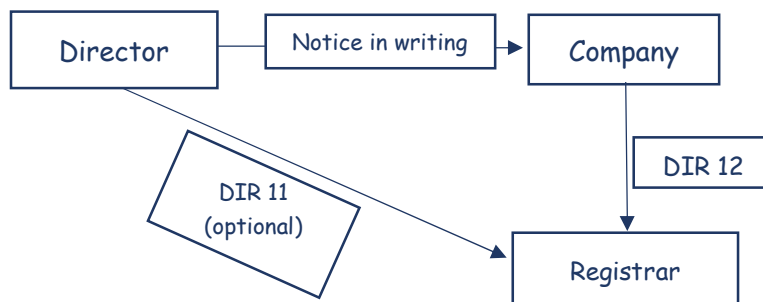 Director
Notice in writing
Company
DIR 11
(optional)
DIR 12
Registrar